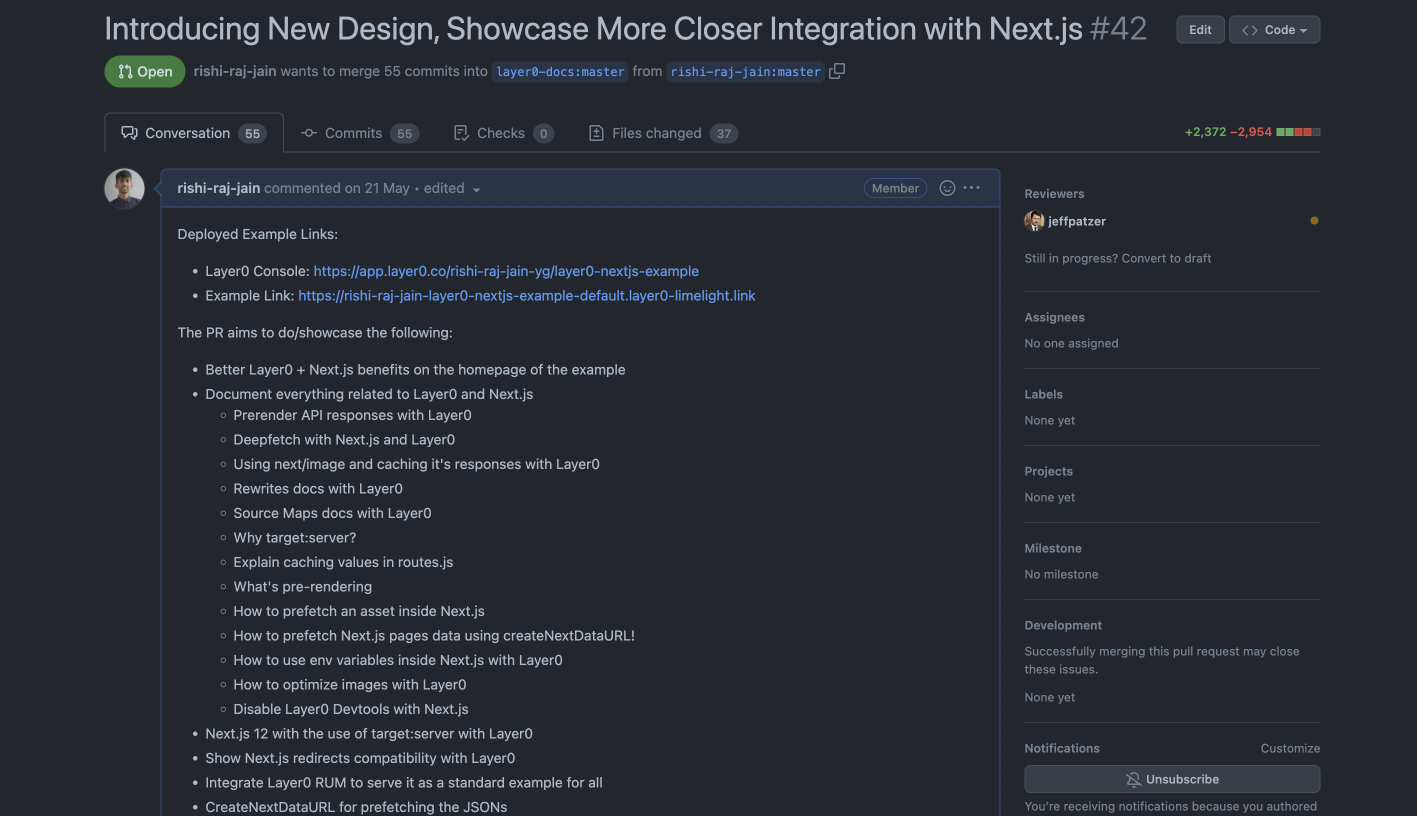 Introducing New Design, Showcase More Closer Integration with Next.js #42
Edit
Code
Open
rishi-raj-jain wants to merge 55 commits into layer0-docs:master from rishi-raj-jain:master
Conversation 55
Commits 55
Checks 0
Files changed 37
+2,372 −2,954
rishi-raj-jain commented on 21 May • edited
Member
Deployed Example Links:
• Layer0 Console: https://app.layer0.co/rishi-raj-jain-yg/layer0-nextjs-example
• Example Link: https://rishi-raj-jain-layer0-nextjs-example-default.layer0-limelight.link
The PR aims to do/showcase the following:
• Better Layer0 + Next.js benefits on the homepage of the example
• Document everything related to Layer0 and Next.js
◦ Prerender API responses with Layer0
◦ Deepfetch with Next.js and Layer0
◦ Using next/image and caching it's responses with Layer0
◦ Rewrites docs with Layer0
◦ Source Maps docs with Layer0
◦ Why target:server?
◦ Explain caching values in routes.js
◦ What's pre-rendering
◦ How to prefetch an asset inside Next.js
◦ How to prefetch Next.js pages data using createNextDataURL!
◦ How to use env variables inside Next.js with Layer0
◦ How to optimize images with Layer0
◦ Disable Layer0 Devtools with Next.js
• Next.js 12 with the use of target:server with Layer0
• Show Next.js redirects compatibility with Layer0
• Integrate Layer0 RUM to serve it as a standard example for all
• CreateNextDataURL for prefetching the JSONs
Reviewers
jeffpatzer
Still in progress? Convert to draft
Assignees
No one assigned
Labels
None yet
Projects
None yet
Milestone
No milestone
Development
Successfully merging this pull request may close
these issues.
None yet
Notifications
Customize
Unsubscribe
You're receiving notifications because you authored